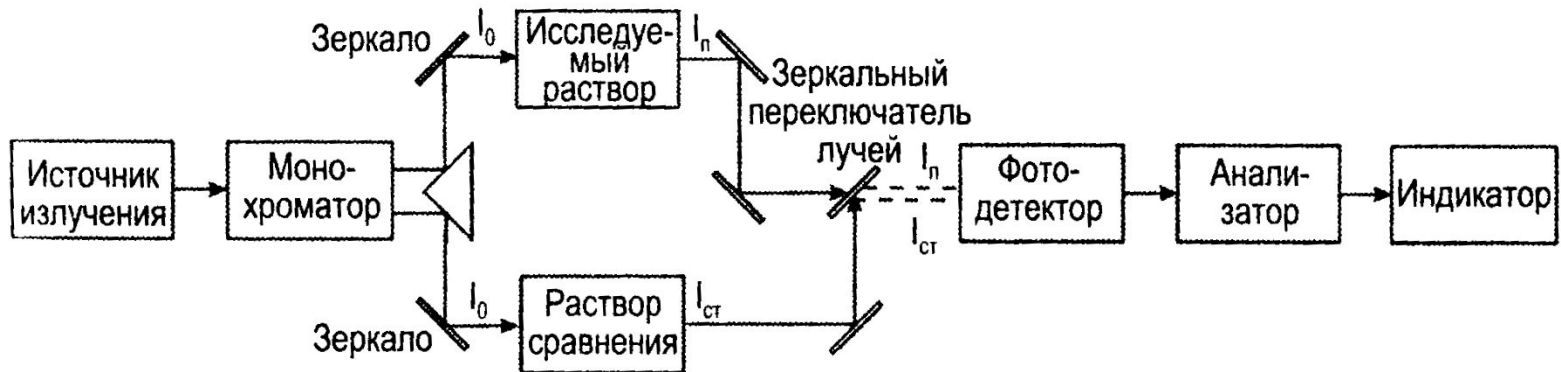 Зеркало
I₀
Исследуе-
мый
раствор
Iп
Зеркальный
переключатель
лучей
Источник
излучения
Моно-
хроматор
Iп
Iст
Фото-
детектор
Анали-
затор
Индикатор
Зеркало
I₀
Раствор
сравнения
Iст